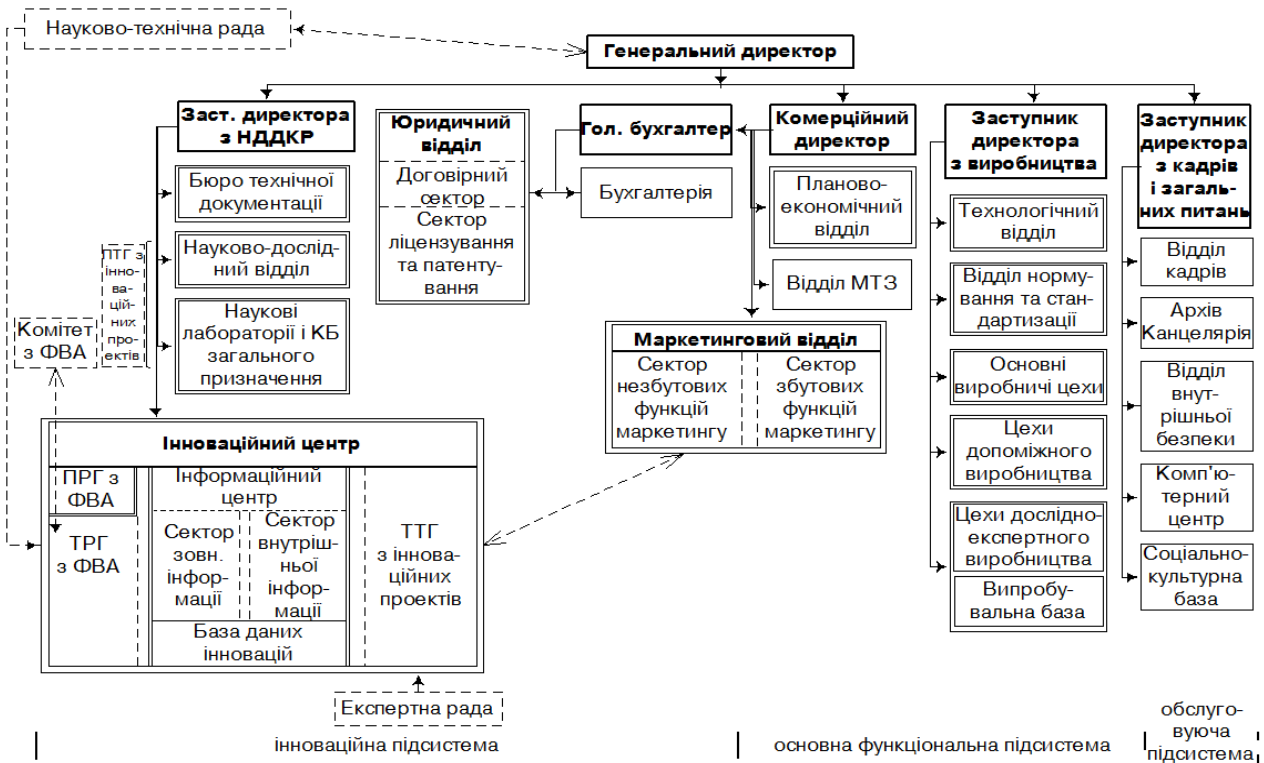 Науково-технічна рада
Генеральний директор
Заст. директора
з НДДКР
Бюро технічної
документації
Науково-дослід-
ний відділ
Наукові
лабораторії і КБ
загального
призначення
ПТГ з
інно-
ва-
цій-
них
про-
ектів
Комітет
з ФВА
Юридичний
відділ
Договірний
сектор
Сектор
ліцензування
та патенту-
вання
Гол. бухгалтер
Бухгалтерія
Комерційний
директор
Планово-
економічний
відділ
Відділ МТЗ
Маркетинговий відділ
Сектор
незбутових
функцій
маркетингу
Сектор
збутових
функцій
маркетингу
Заступник
директора
з виробництва
Технологічний
відділ
Відділ норму-
вання та стан-
дартизації
Основні
виробничі цехи
Цехи
допоміжного
виробництва
Цехи дослідно-
експертного
виробництва
Випробу-
вальна база
Заступник
директора
з кадрів
і загаль-
них питань
Відділ
кадрів
Архів
Канцелярія
Відділ
внут-
рішньої
безпеки
Комп'ю-
терний
центр
Соціально-
культурна
база
Інноваційний центр
ПРГ з
ФВА
ТРГ
з ФВА
Інформаційний
центр
Сектор
зовн.
інфор-
мації
Сектор
внутріш-
ньої інфор-
мації
База даних
інновацій
ТТГ
з іннова-
ційних
проектів
Експертна рада
інноваційна підсистема
основна функціональна підсистема
обслуго-
вуюча
підсистема